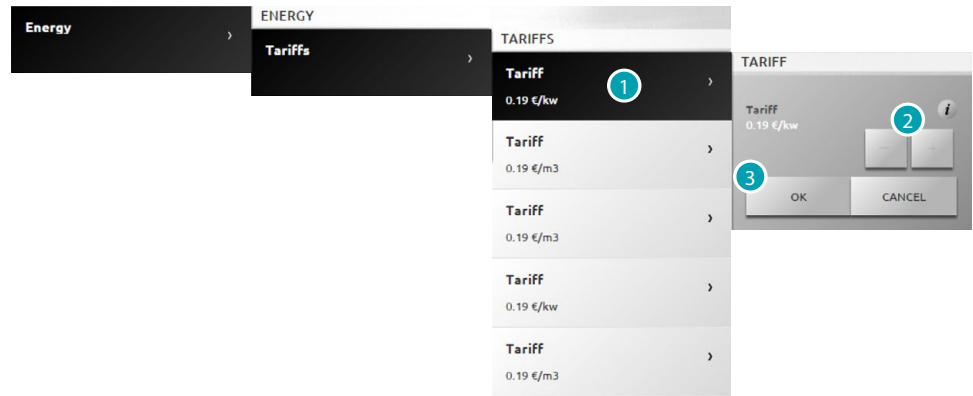 Energy
›
ENERGY
Tariffs
›
TARIFFS
Tariff
0.19 €/kw
›
1
Tariff
0.19 €/m3
›
Tariff
0.19 €/m3
›
Tariff
0.19 €/kw
›
Tariff
0.19 €/m3
›
TARIFF
Tariff
0.19 €/kw
i
2
–
+
3
OK
CANCEL